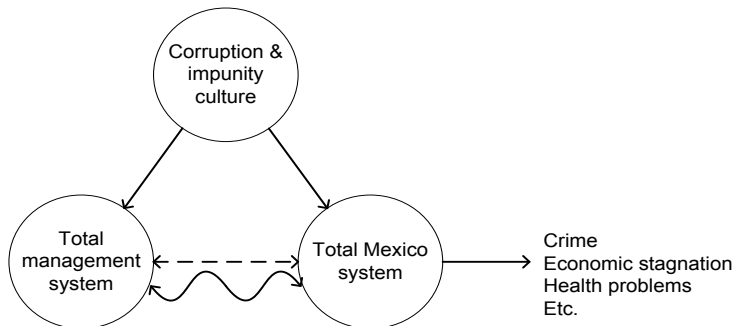 Corruption &
impunity
culture
Total
management
system
Total Mexico
system
Crime
Economic stagnation
Health problems
Etc.